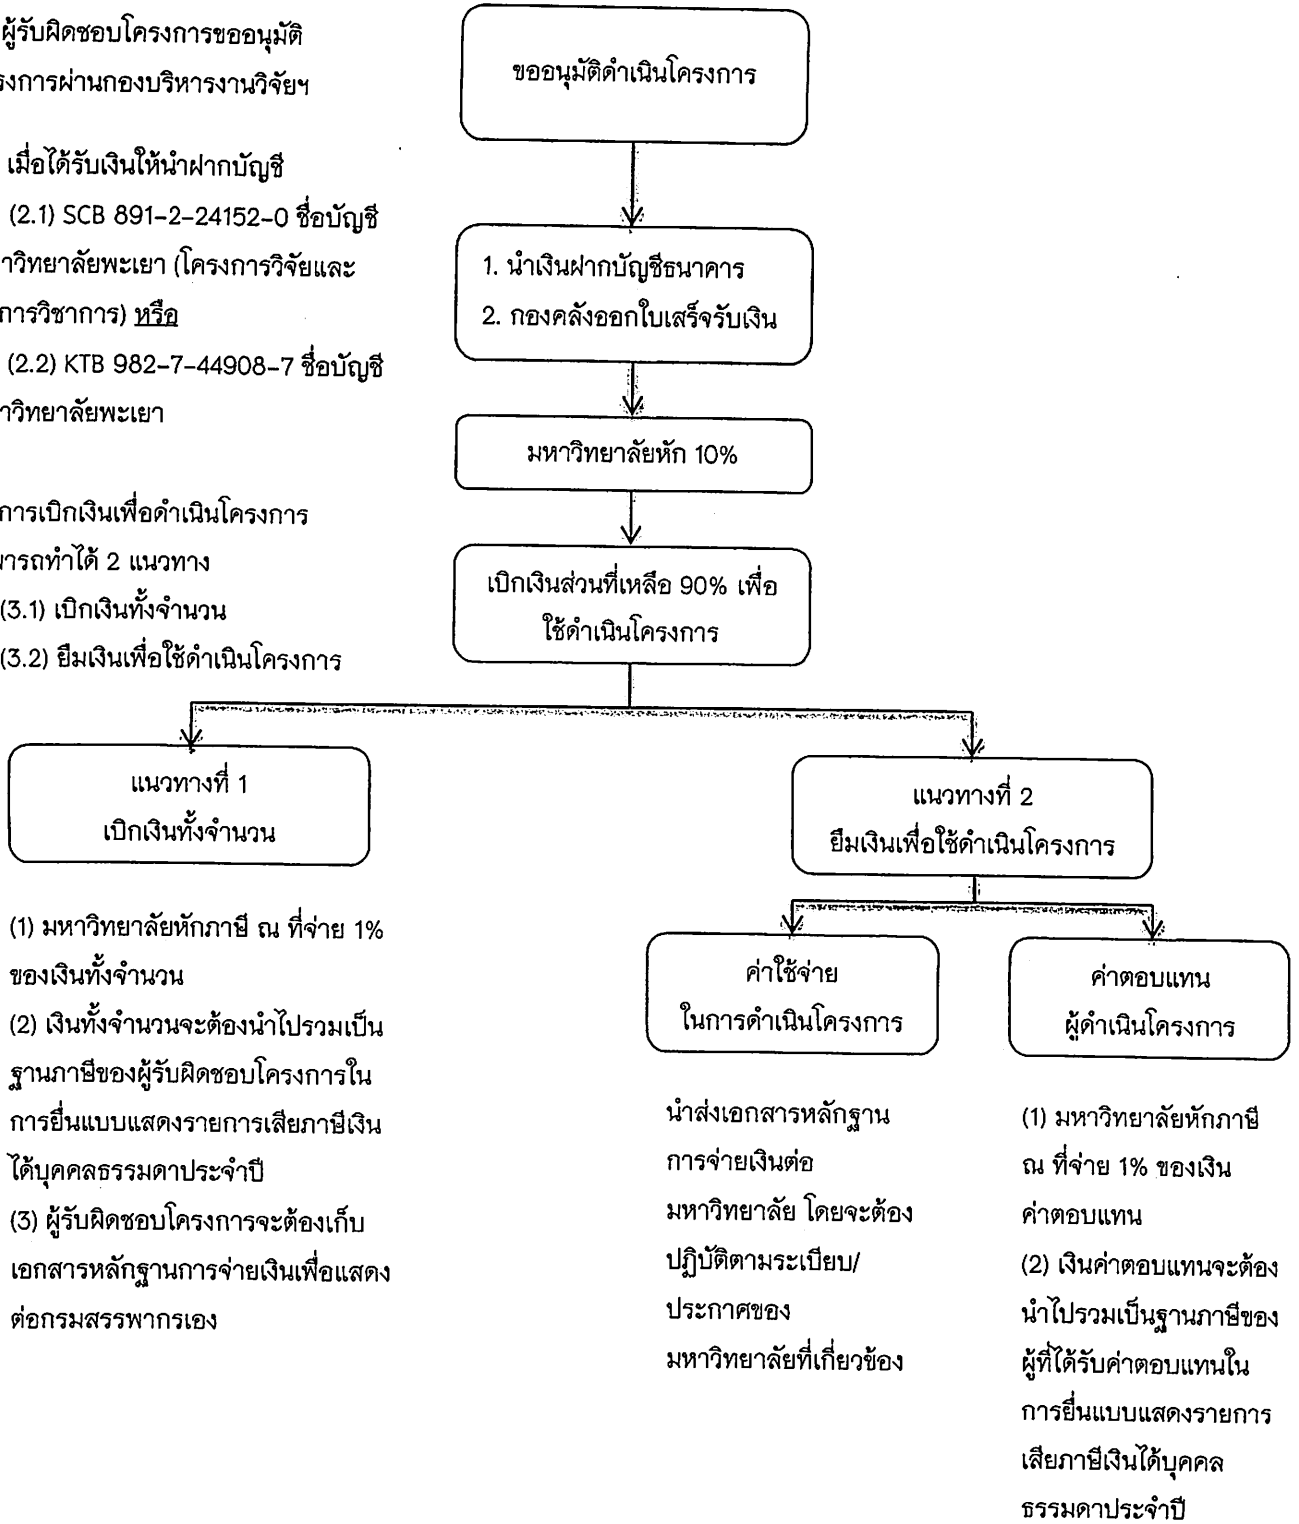 ผู้รับผิดชอบโครงการขออนุมัติ
งการผ่านกองบริหารงานวิจัยฯ
ขออนุมัติดำเนินโครงการ
เมื่อได้รับเงินให้นำฝากบัญชี
(2.1) SCB 891-2-24152-0 ชื่อบัญชี
าวิทยาลัยพะเยา (โครงการวิจัยและ
การวิชาการ) หรือ
(2.2) KTB 982-7-44908-7 ชื่อบัญชี
าวิทยาลัยพะเยา
1. นำเงินฝากบัญชีธนาคาร
2. กองคลังออกใบเสร็จรับเงิน
มหาวิทยาลัยหัก 10%
การเบิกเงินเพื่อดำเนินโครงการ
ารถทำได้ 2 แนวทาง
(3.1) เบิกเงินทั้งจำนวน
(3.2) ยืมเงินเพื่อใช้ดำเนินโครงการ
เบิกเงินส่วนที่เหลือ 90% เพื่อ
ใช้ดำเนินโครงการ
แนวทางที่ 1
เบิกเงินทั้งจำนวน
แนวทางที่ 2
ยืมเงินเพื่อใช้ดำเนินโครงการ
(1) มหาวิทยาลัยหักภาษี ณ ที่จ่าย 1%
ของเงินทั้งจำนวน
(2) เงินทั้งจำนวนจะต้องนำไปรวมเป็น
ฐานภาษีของผู้รับผิดชอบโครงการใน
การยื่นแบบแสดงรายการเสียภาษีเงิน
ได้บุคคลธรรมดาประจำปี
(3) ผู้รับผิดชอบโครงการจะต้องเก็บ
เอกสารหลักฐานการจ่ายเงินเพื่อแสดง
ต่อกรมสรรพากรเอง
ค่าใช้จ่าย
ในการดำเนินโครงการ
นำส่งเอกสารหลักฐาน
การจ่ายเงินต่อ
มหาวิทยาลัย โดยจะต้อง
ปฏิบัติตามระเบียบ/
ประกาศของ
มหาวิทยาลัยที่เกี่ยวข้อง
ค่าตอบแทน
ผู้ดำเนินโครงการ
(1) มหาวิทยาลัยหักภาษี
ณ ที่จ่าย 1% ของเงิน
ค่าตอบแทน
(2) เงินค่าตอบแทนจะต้อง
นำไปรวมเป็นฐานภาษีของ
ผู้ที่ได้รับค่าตอบแทนใน
การยื่นแบบแสดงรายการ
เสียภาษีเงินได้บุคคล
ธรรมดาประจำปี